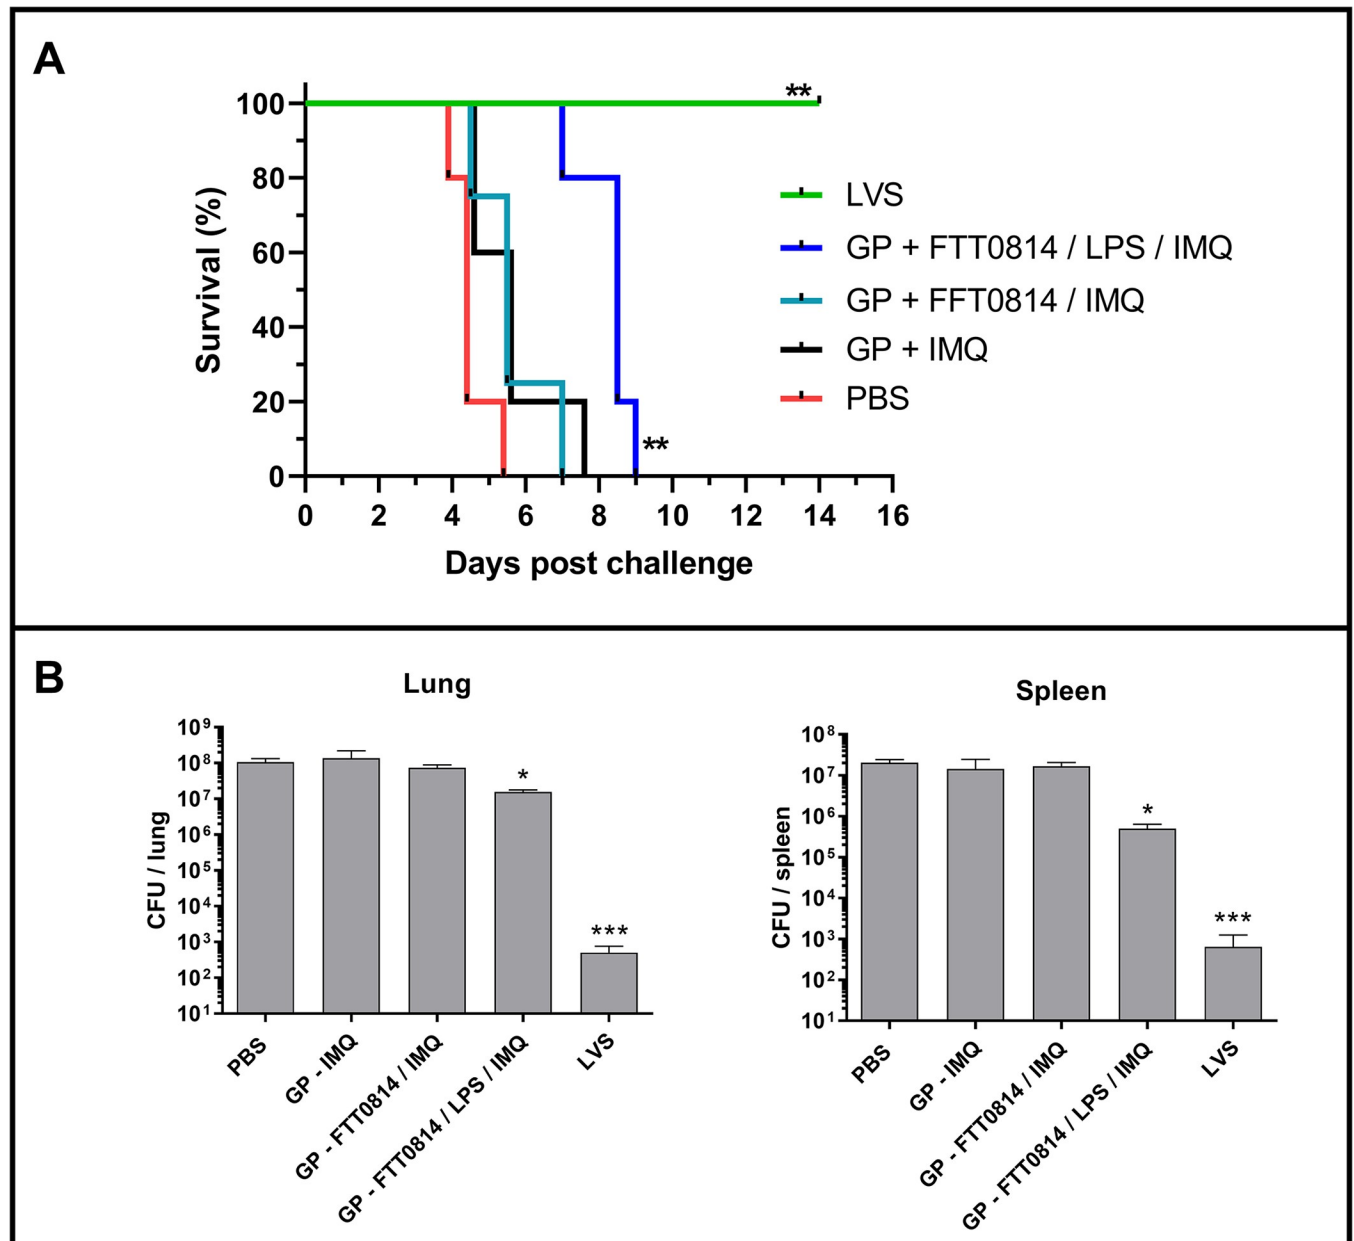 A
**
100
80
60
40
20
0
Survival (%)
LVS
GP + FTT0814 / LPS / IMQ
GP + FFT0814 / IMQ
GP + IMQ
PBS
**
0 2 4 6 8 10 12 14 16
Days post challenge
B
Lung
10⁹
10⁸
10⁷
10⁶
10⁵
10⁴
10³
10²
10¹
CFU / lung
*
***
PBS
GP - IMQ
GP - FTT0814 / IMQ
GP - FTT0814 / LPS / IMQ
LVS
Spleen
10⁸
10⁷
10⁶
10⁵
10⁴
10³
10²
10¹
CFU / spleen
*
***
PBS
GP - IMQ
GP - FTT0814 / IMQ
GP - FTT0814 / LPS / IMQ
LVS